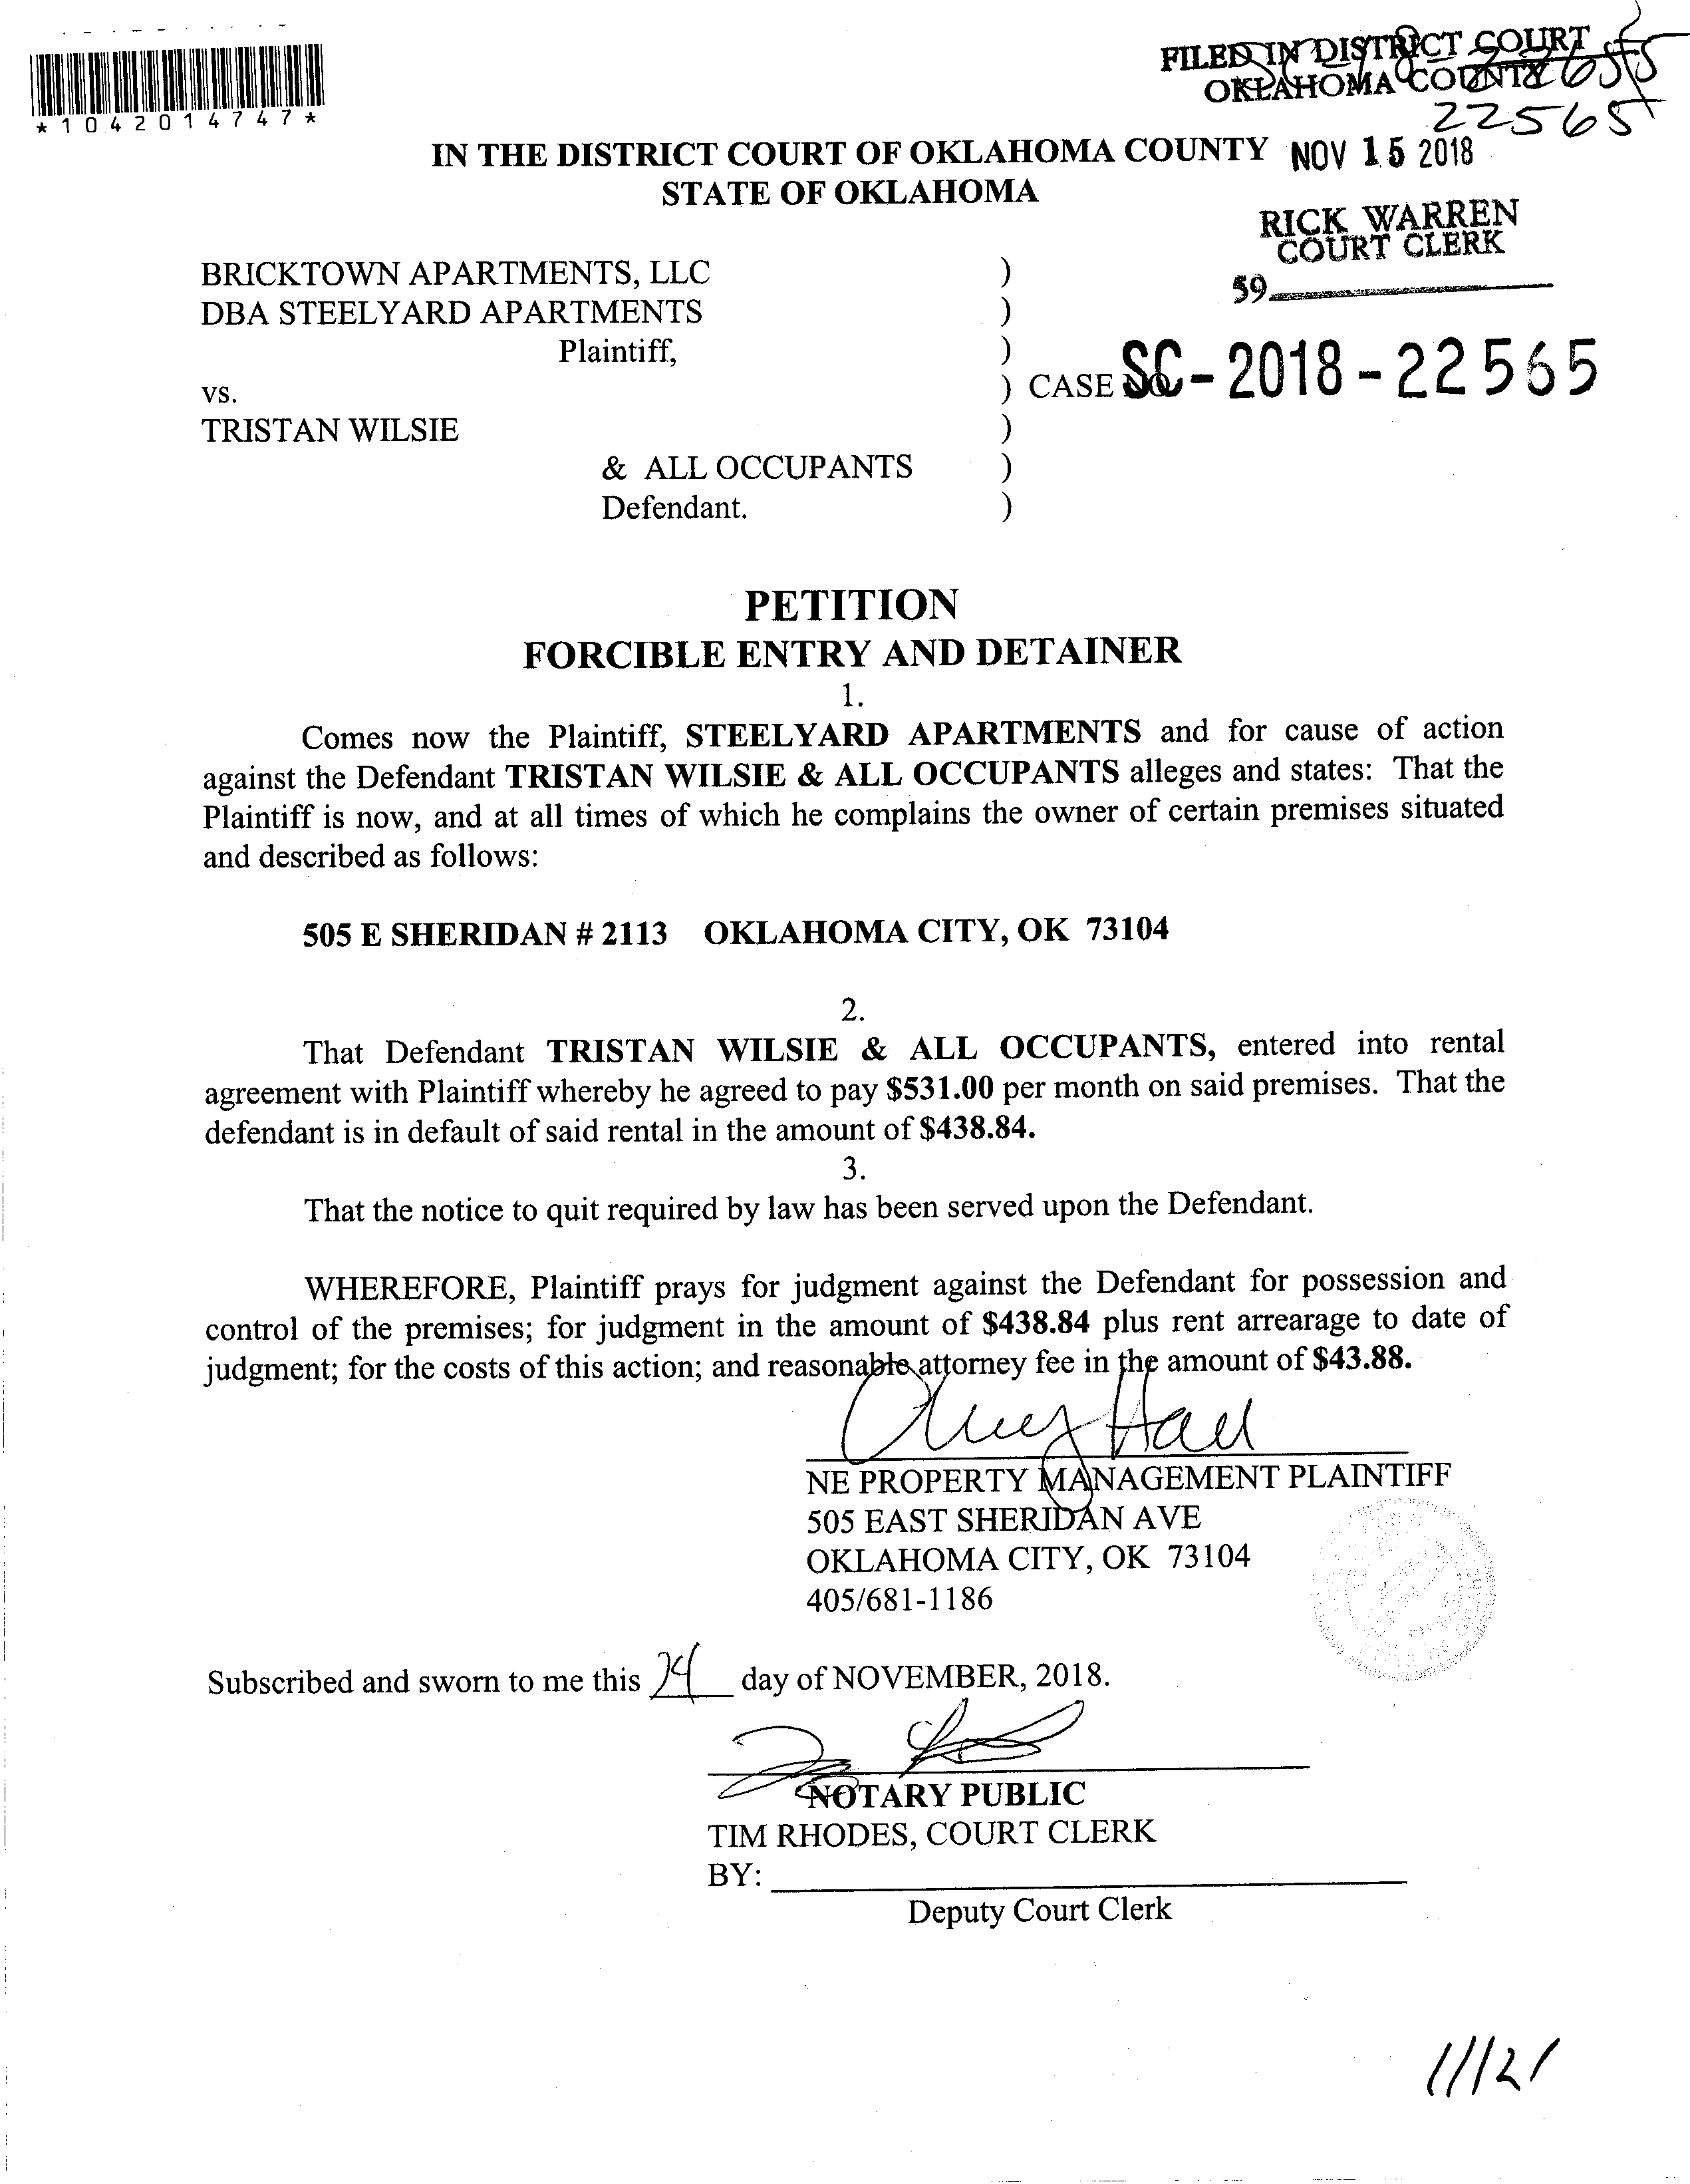 *1042014747*
FILED IN DISTRICT COURT
OKLAHOMA COUNTY
22565
IN THE DISTRICT COURT OF OKLAHOMA COUNTY NOV 15 2018
STATE OF OKLAHOMA
RICK WARREN
COURT CLERK
59
BRICKTOWN APARTMENTS, LLC )
DBA STEELYARD APARTMENTS )
Plaintiff, )
vs. ) CASE NO. SC-2018-22565
TRISTAN WILSIE )
& ALL OCCUPANTS )
Defendant. )
PETITION
FORCIBLE ENTRY AND DETAINER
1.
Comes now the Plaintiff, STEELYARD APARTMENTS and for cause of action
against the Defendant TRISTAN WILSIE & ALL OCCUPANTS alleges and states: That the
Plaintiff is now, and at all times of which he complains the owner of certain premises situated
and described as follows:
505 E SHERIDAN # 2113 OKLAHOMA CITY, OK 73104
2.
That Defendant TRISTAN WILSIE & ALL OCCUPANTS, entered into rental
agreement with Plaintiff whereby he agreed to pay $531.00 per month on said premises. That the
defendant is in default of said rental in the amount of $438.84.
3.
That the notice to quit required by law has been served upon the Defendant.
WHEREFORE, Plaintiff prays for judgment against the Defendant for possession and
control of the premises; for judgment in the amount of $438.84 plus rent arrearage to date of
judgment; for the costs of this action; and reasonable attorney fee in the amount of $43.88.
NE PROPERTY MANAGEMENT PLAINTIFF
505 EAST SHERIDAN AVE
OKLAHOMA CITY, OK 73104
405/681-1186
Subscribed and sworn to me this day of NOVEMBER, 2018.
NOTARY PUBLIC
TIM RHODES, COURT CLERK
BY:
Deputy Court Clerk
11/21